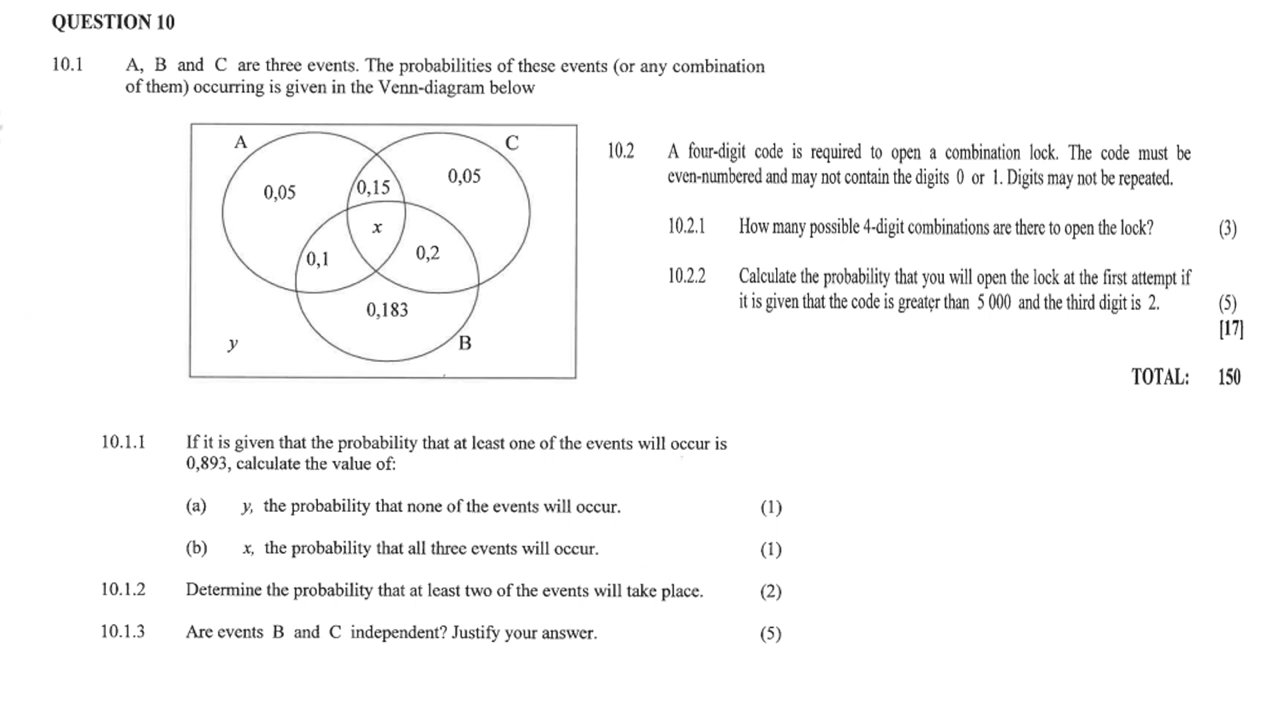 QUESTION 10
10.1 A, B and C are three events. The probabilities of these events (or any combination
of them) occurring is given in the Venn-diagram below
A
C
0,05
0,15
0,05
x
0,1
0,2
0,183
y
B
10.2 A four-digit code is required to open a combination lock. The code must be
even-numbered and may not contain the digits 0 or 1. Digits may not be repeated.
10.2.1 How many possible 4-digit combinations are there to open the lock? (3)
10.2.2 Calculate the probability that you will open the lock at the first attempt if
it is given that the code is greater than 5 000 and the third digit is 2. (5)
[17]
TOTAL: 150
10.1.1 If it is given that the probability that at least one of the events will occur is
0,893, calculate the value of:
(a) y, the probability that none of the events will occur. (1)
(b) x, the probability that all three events will occur. (1)
10.1.2 Determine the probability that at least two of the events will take place. (2)
10.1.3 Are events B and C independent? Justify your answer. (5)